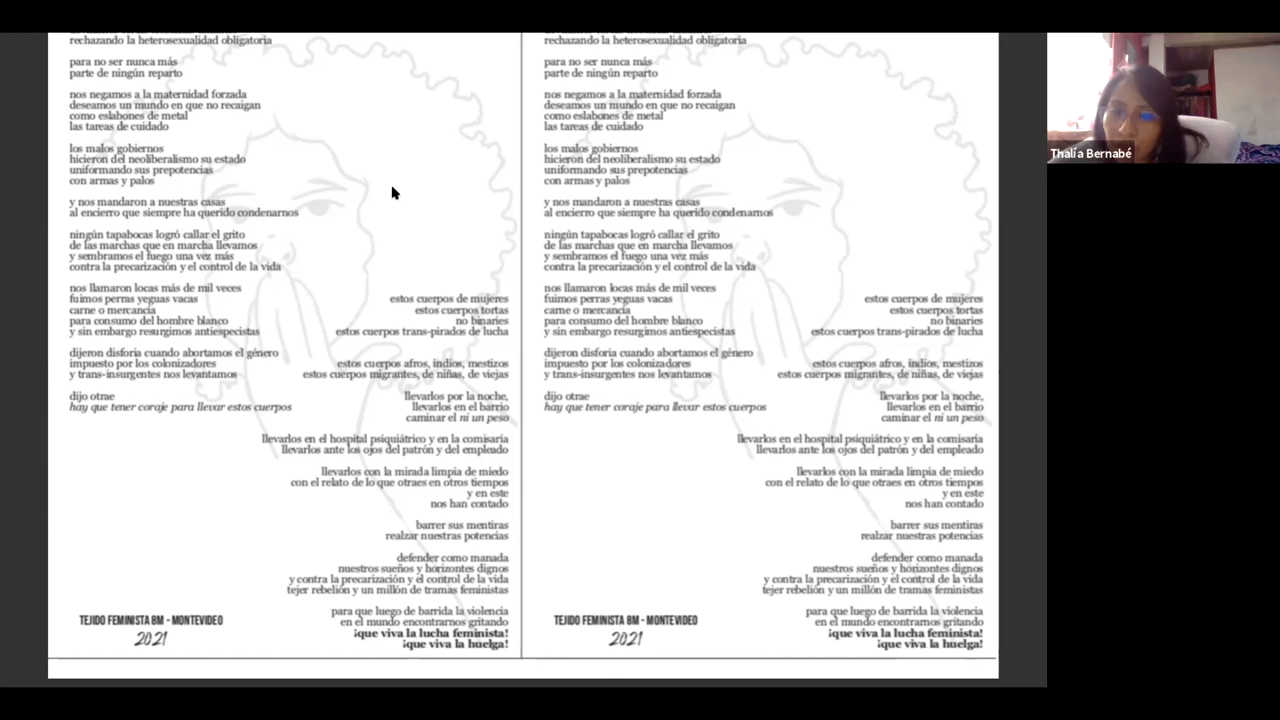 rechazando la heterosexualidad obligatoria
para no ser nunca más
parte de ningún reparto
nos negamos a la maternidad forzada
deseamos un mundo en que no recaigan
como eslabones de metal
las tareas de cuidado
los malos gobiernos
hicieron del neoliberalismo su estado
uniformando sus prepotencias
con armas y palos
y nos mandaron a nuestras casas
al encierro que siempre ha querido condenarnos
ningún tapabocas logró callar el grito
de las marchas que en marcha llevamos
y sembramos el fuego una vez más
contra la precarización y el control de la vida
nos llamaron locas más de mil veces
fuimos perras yeguas vacas
carne o mercancía
para consumo del hombre blanco
y sin embargo resurgimos antiespecistas
dijeron disforia cuando abortamos el género
impuesto por los colonizadores
y trans-insurgentes nos levantamos
dijo otrae
hay que tener coraje para llevar estos cuerpos
estos cuerpos de mujeres
estos cuerpos tortas
no binaries
estos cuerpos trans-pirados de lucha
estos cuerpos afros, indios, mestizos
estos cuerpos migrantes, de niñas, de viejas
llevarlos por la noche,
llevarlos en el barrio
caminar el ni un peso
llevarlos en el hospital psiquiátrico y en la comisaría
llevarlos ante los ojos del patrón y del empleado
llevarlos con la mirada limpia de miedo
con el relato de lo que otraes en otros tiempos
y en este
nos han contado
barrer sus mentiras
realzar nuestras potencias
defender como manada
nuestros sueños y horizontes dignos
y contra la precarización y el control de la vida
tejer rebelión y un millón de tramas feministas
para que luego de barrida la violencia
en el mundo encontrarnos gritando
¡que viva la lucha feminista!
¡que viva la huelga!
TEJIDO FEMINISTA 8M - MONTEVIDEO
2021
rechazando la heterosexualidad obligatoria
para no ser nunca más
parte de ningún reparto
nos negamos a la maternidad forzada
deseamos un mundo en que no recaigan
como eslabones de metal
las tareas de cuidado
los malos gobiernos
hicieron del neoliberalismo su estado
uniformando sus prepotencias
con armas y palos
y nos mandaron a nuestras casas
al encierro que siempre ha querido condenarnos
ningún tapabocas logró callar el grito
de las marchas que en marcha llevamos
y sembramos el fuego una vez más
contra la precarización y el control de la vida
nos llamaron locas más de mil veces
fuimos perras yeguas vacas
carne o mercancía
para consumo del hombre blanco
y sin embargo resurgimos antiespecistas
dijeron disforia cuando abortamos el género
impuesto por los colonizadores
y trans-insurgentes nos levantamos
dijo otrae
hay que tener coraje para llevar estos cuerpos
estos cuerpos de mujeres
estos cuerpos tortas
no binaries
estos cuerpos trans-pirados de lucha
estos cuerpos afros, indios, mestizos
estos cuerpos migrantes, de niñas, de viejas
llevarlos por la noche,
llevarlos en el barrio
caminar el ni un peso
llevarlos en el hospital psiquiátrico y en la comisaría
llevarlos ante los ojos del patrón y del empleado
llevarlos con la mirada limpia de miedo
con el relato de lo que otraes en otros tiempos
y en este
nos han contado
barrer sus mentiras
realzar nuestras potencias
defender como manada
nuestros sueños y horizontes dignos
y contra la precarización y el control de la vida
tejer rebelión y un millón de tramas feministas
para que luego de barrida la violencia
en el mundo encontrarnos gritando
¡que viva la lucha feminista!
¡que viva la huelga!
TEJIDO FEMINISTA 8M - MONTEVIDEO
2021
Thalía Bernabé